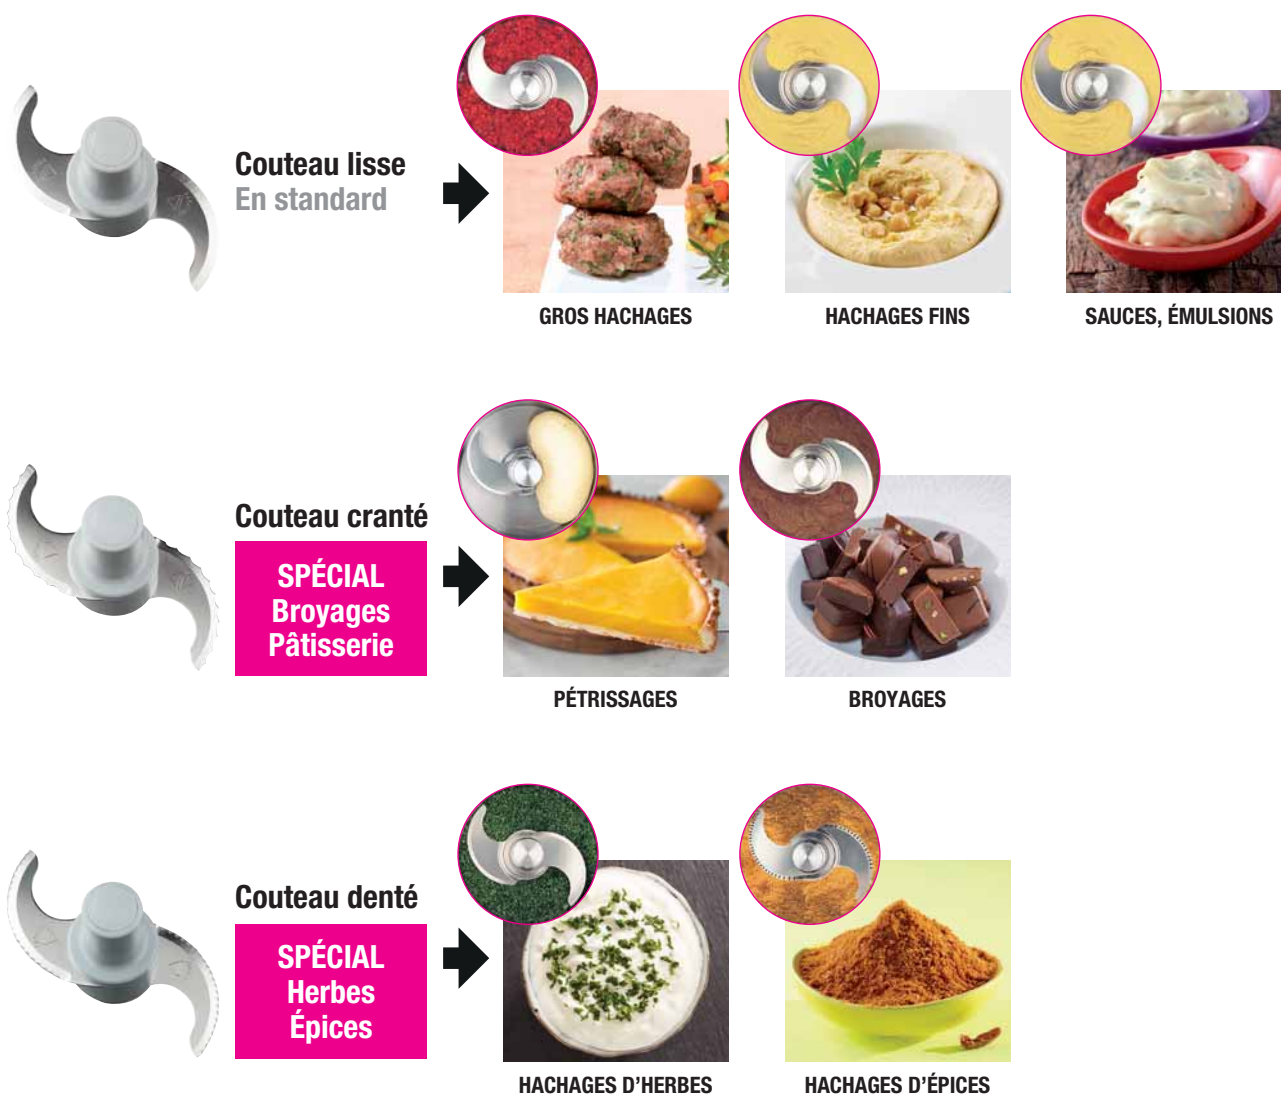 Couteau lisse
En standard
GROS HACHAGES
HACHAGES FINS
SAUCES, ÉMULSIONS
Couteau cranté
SPÉCIAL
Broyages
Pâtisserie
PÉTRISSAGES
BROYAGES
Couteau denté
SPÉCIAL
Herbes
Épices
HACHAGES D'HERBES
HACHAGES D'ÉPICES